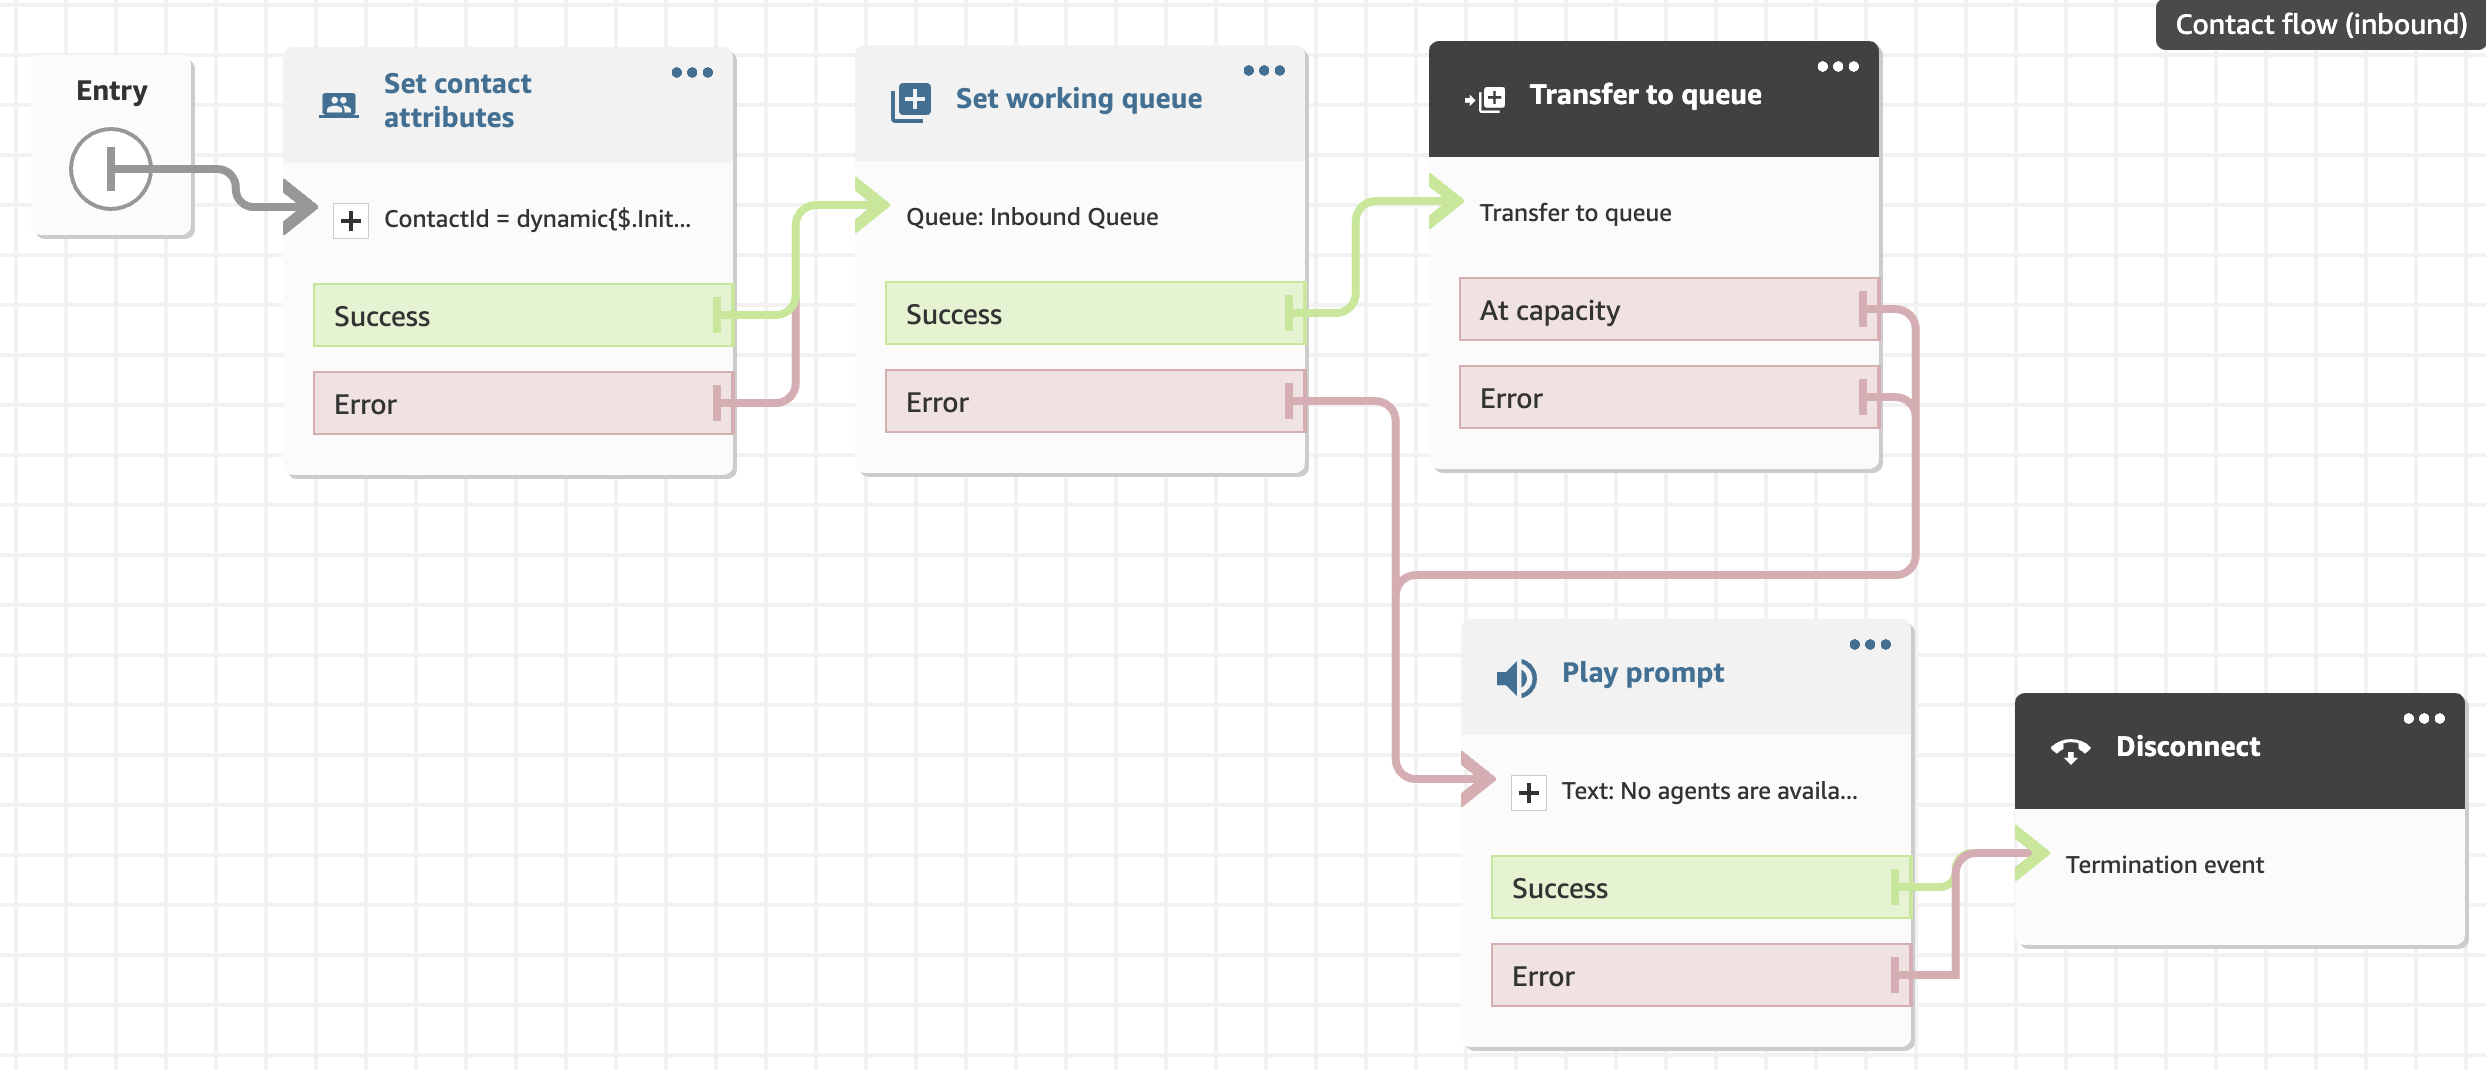 Contact flow (inbound)
Entry
Set contact
attributes
ContactId = dynamic{$.Init...
Success
Error
Set working queue
Queue: Inbound Queue
Success
Error
Transfer to queue
Transfer to queue
At capacity
Error
Play prompt
Text: No agents are availa...
Success
Error
Disconnect
Termination event